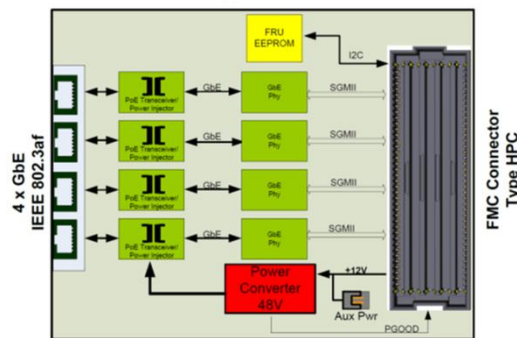 FRU
EEPROM
I2C
4 x GbE
IEEE 802.3af
PoE Transceiver/
Power Injector
GbE
GbE
Phy
SGMII
PoE Transceiver/
Power Injector
GbE
GbE
Phy
SGMII
PoE Transceiver/
Power Injector
GbE
GbE
Phy
SGMII
PoE Transceiver/
Power Injector
GbE
GbE
Phy
SGMII
FMC Connector
Type HPC
Power
Converter
48V
+12V
Aux Pwr
PGOOD